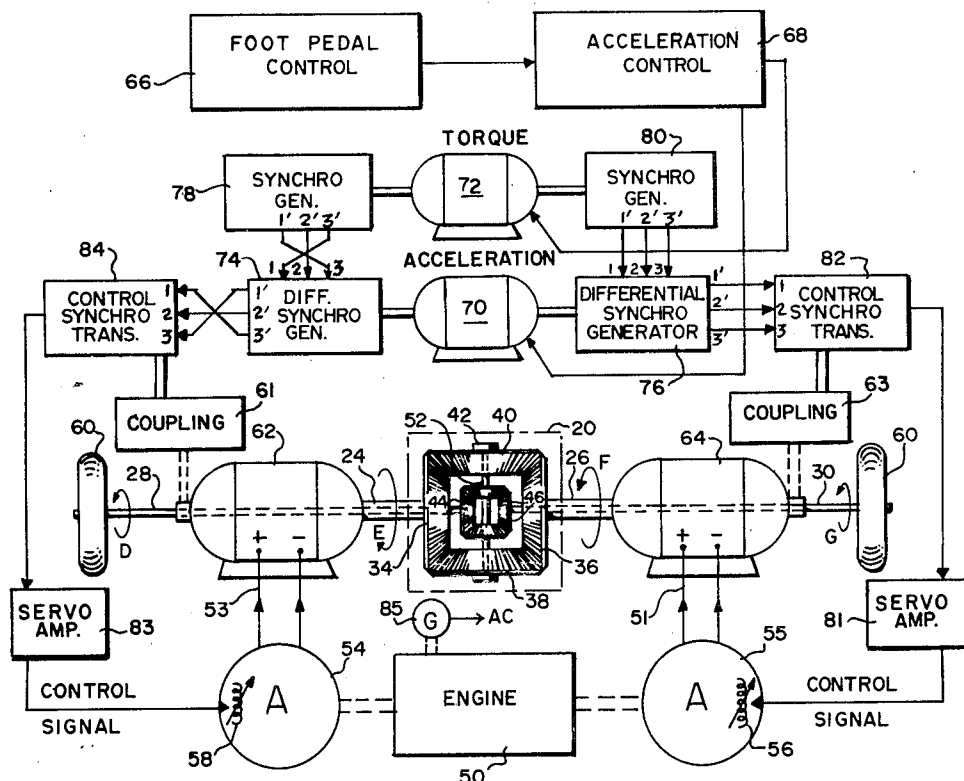 FOOT PEDAL
CONTROL
66
ACCELERATION
CONTROL
68
TORQUE
72
78
SYNCHRO
GEN.
1' 2' 3'
80
SYNCHRO
GEN.
1' 2' 3'
ACCELERATION
70
74
1 2 3
DIFF.
SYNCHRO
GEN.
1'
2'
3'
1 2 3
DIFFERENTIAL
SYNCHRO
GENERATOR
76
1'
2'
3'
84
CONTROL
SYNCHRO
TRANS.
1
2
3
82
1
2
3
CONTROL
SYNCHRO
TRANS.
61
COUPLING
63
COUPLING
60
28
D
62
+ -
24
E
34
52
42
40
20
44
46
38
36
26
F
64
+ -
30
G
60
53
51
SERVO
AMP.
83
SERVO
AMP.
81
85
G
AC
54
A
58
ENGINE
50
55
A
56
CONTROL
SIGNAL
CONTROL
SIGNAL